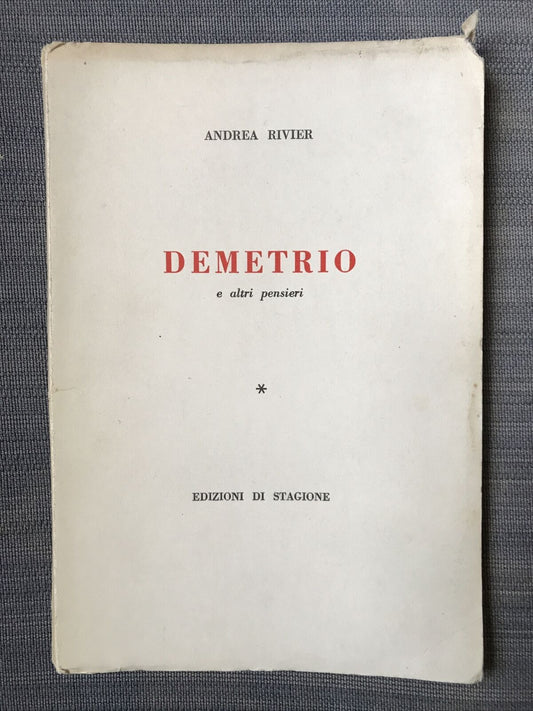 ANDREA RIVIER
DEMETRIO
e altri pensieri
*
EDIZIONI DI STAGIONE